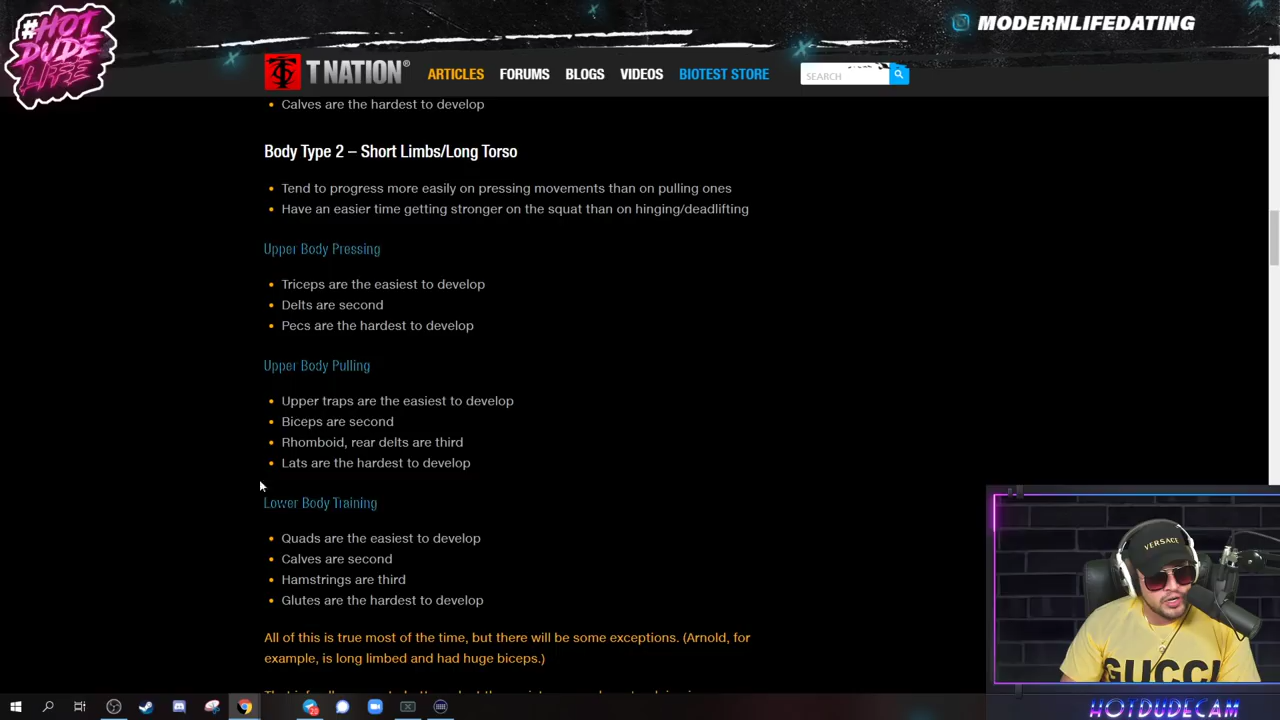 #HOT
DUDE
LIFE
MODERNLIFEDATING
T NATION®
ARTICLES
FORUMS
BLOGS
VIDEOS
BIOTEST STORE
SEARCH
• Calves are the hardest to develop
Body Type 2 – Short Limbs/Long Torso
• Tend to progress more easily on pressing movements than on pulling ones
• Have an easier time getting stronger on the squat than on hinging/deadlifting
Upper Body Pressing
• Triceps are the easiest to develop
• Delts are second
• Pecs are the hardest to develop
Upper Body Pulling
• Upper traps are the easiest to develop
• Biceps are second
• Rhomboid, rear delts are third
• Lats are the hardest to develop
Lower Body Training
• Quads are the easiest to develop
• Calves are second
• Hamstrings are third
• Glutes are the hardest to develop
All of this is true most of the time, but there will be some exceptions. (Arnold, for
example, is long limbed and had huge biceps.)
VERSACE
GUCCI
HOTDUDECAM